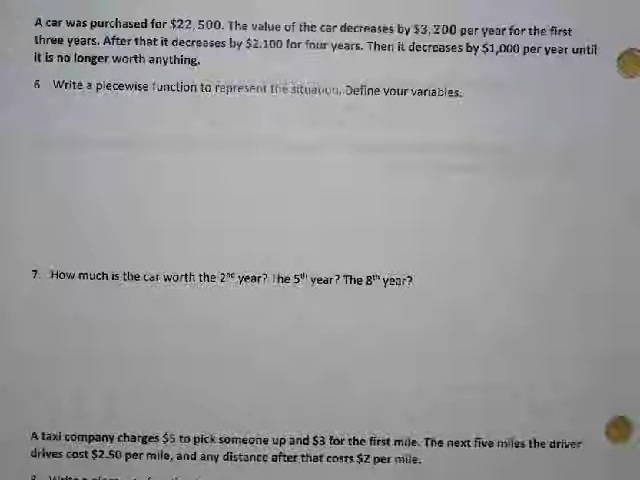 A car was purchased for $22,500. The value of the car decreases by $3,200 per year for the first
three years. After that it decreases by $2,100 for four years. Then it decreases by $1,000 per year until
it is no longer worth anything.
6 Write a piecewise function to represent the situation. Define your variables.
7. How much is the car worth the 2nd year? The 5th year? The 8th year?
A taxi company charges $5 to pick someone up and $3 for the first mile. The next five miles the driver
drives cost $2.50 per mile, and any distance after that costs $2 per mile.